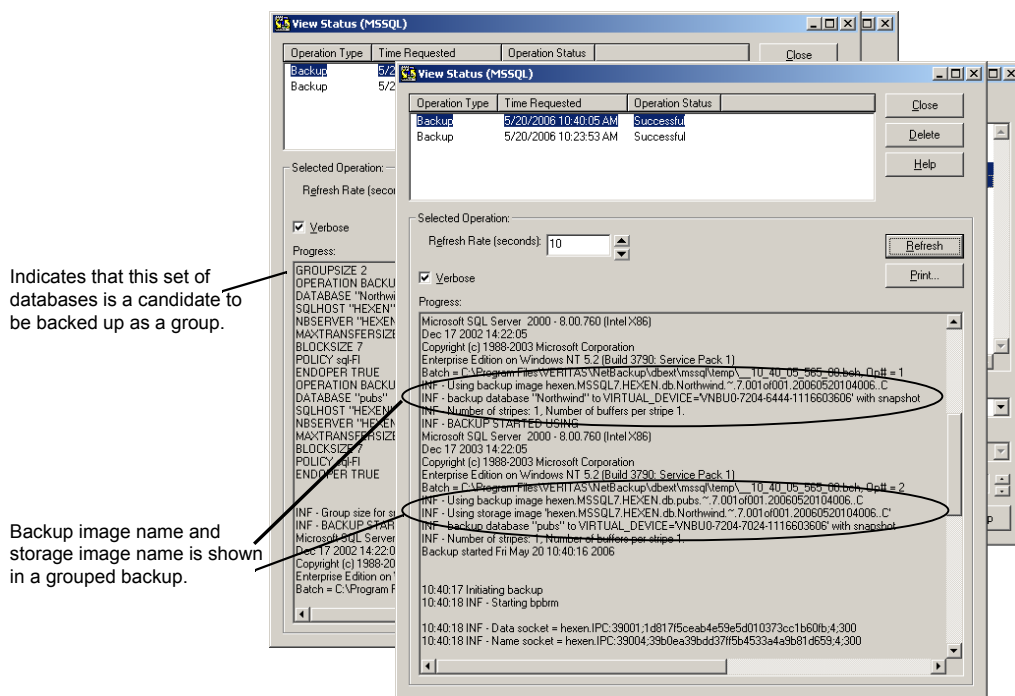 View Status (MSSQL)
Operation Type Time Requested Operation Status
Close
Backup 5/2
Backup 5/2
Selected Operation:
Refresh Rate (secon
Verbose
Progress:
GROUPSIZE 2
OPERATION BACKU
DATABASE "Northwi
SQLHOST "HEXEN"
NBSERVER "HEXEN
MAXTRANSFERSIZE
BLOCKSIZE 7
POLICY sql-FI
ENDOPER TRUE
OPERATION BACKU
DATABASE "pubs"
SQLHOST "HEXEN"
NBSERVER "HEXEN
MAXTRANSFERSIZE
BLOCKSIZE 7
POLICY sql-FI
ENDOPER TRUE
INF - Group size for s
INF - BACKUP STAR
Microsoft SQL Server
Dec 17 2002 14:22:0
Copyright (c) 1988-20
Enterprise Edition on
Batch = C:\Program F
Indicates that this set of
databases is a candidate to
be backed up as a group.
Backup image name and
storage image name is shown
in a grouped backup.
View Status (MSSQL)
Operation Type Time Requested Operation Status
Backup 5/20/2006 10:40:05 AM Successful
Backup 5/20/2006 10:23:53 AM Successful
Close
Delete
Help
Selected Operation:
Refresh Rate (seconds): 10
Refresh
Verbose
Print...
Progress:
Microsoft SQL Server 2000 - 8.00.760 (Intel X86)
Dec 17 2002 14:22:05
Copyright (c) 1988-2003 Microsoft Corporation
Enterprise Edition on Windows NT 5.2 (Build 3790: Service Pack 1)
Batch = C:\Program Files\VERITAS\NetBackup\dbext\mssql\temp\__10_40_05_565_00.bch, Op# = 1
INF - Using backup image hexen.MSSQL7.HEXEN.db.Northwind.~.7.001of001.20060520104006..C
INF - backup database "Northwind" to VIRTUAL_DEVICE='VNBU0-7204-6444-1116603606' with snapshot
INF - Number of stripes: 1, Number of buffers per stripe 1.
INF - BACKUP STARTED USING
Microsoft SQL Server 2000 - 8.00.760 (Intel X86)
Dec 17 2003 14:22:05
Copyright (c) 1988-2003 Microsoft Corporation
Enterprise Edition on Windows NT 5.2 (Build 3790: Service Pack 1)
Batch = C:\Program Files\VERITAS\NetBackup\dbext\mssql\temp\__10_40_05_565_00.bch, Op# = 2
INF - Using backup image hexen.MSSQL7.HEXEN.db.pubs.~.7.001of001.20060520104006..C
INF - Using storage image 'hexen.MSSQL7.HEXEN.db.Northwind.~.7.001of001.20060520104006..C'
INF - backup database "pubs" to VIRTUAL_DEVICE='VNBU0-7204-7024-1116603606' with snapshot
INF - Number of stripes: 1, Number of buffers per stripe 1.
Backup started Fri May 20 10:40:16 2006
10:40:17 Initiating backup
10:40:18 INF - Starting bpbrm
10:40:18 INF - Data socket = hexen.IPC:39001;1d817f5ceab4e59e5d010373cc1b60fb;4;300
10:40:18 INF - Name socket = hexen.IPC:39004;39b0ea39bdd37ff5b4533a4a9b81d659;4;300